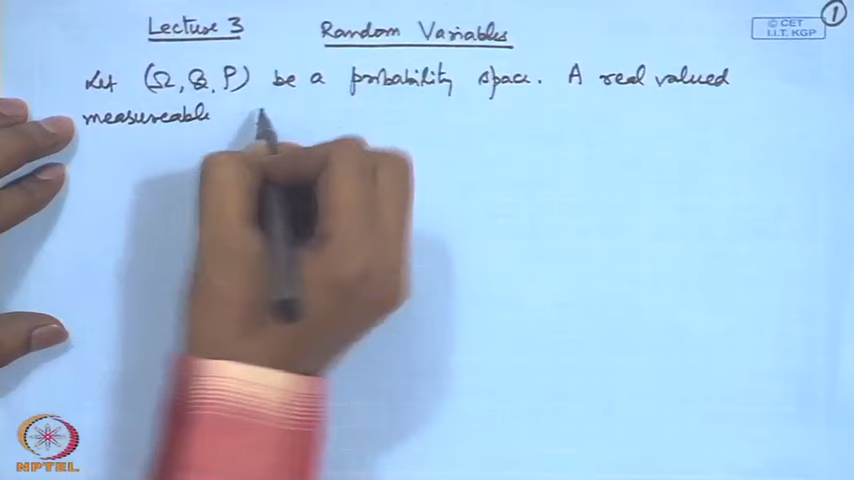 Lecture 3
Random Variables
© CET
I.I.T. KGP
1
Let (Ω, B, P) be a probability space. A real valued
measureable
NPTEL